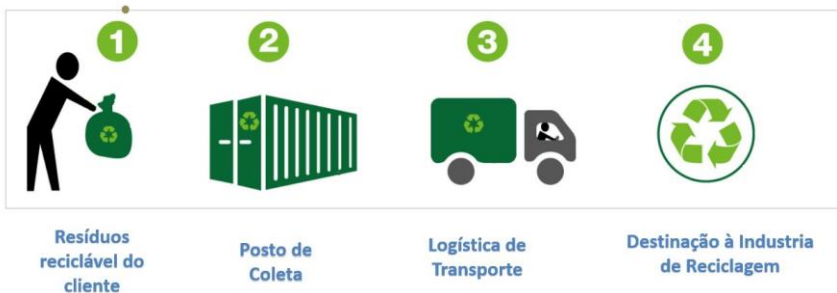 1
2
3
4
Resíduos
reciclável do
cliente
Posto de
Coleta
Logística de
Transporte
Destinação à Industria
de Reciclagem